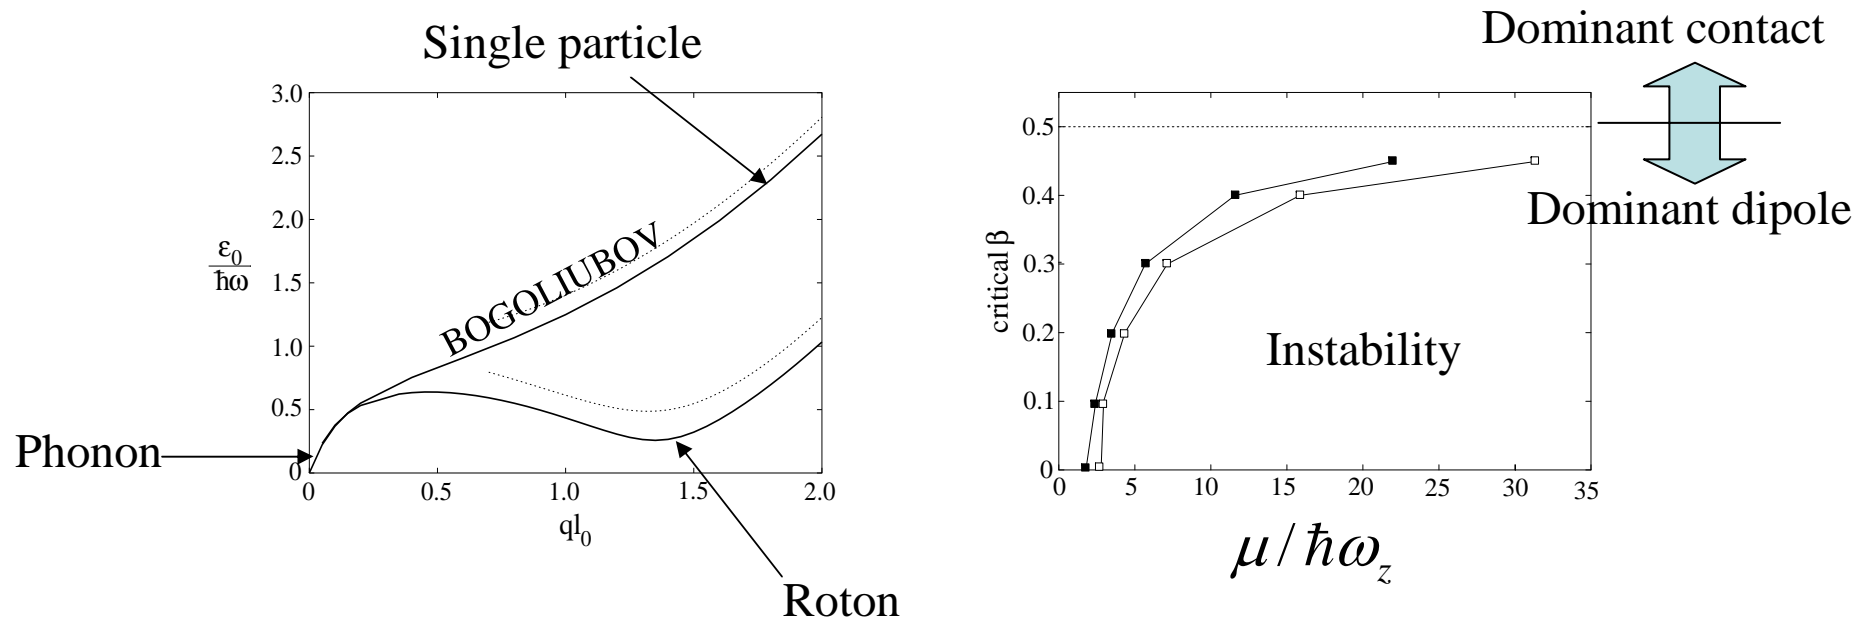 Single particle
3.0
2.5
2.0
1.5
1.0
0.5
0
ε0
ħω
BOGOLIUBOV
Phonon
0 0.5 1.0 1.5 2.0
ql0
Roton
Dominant contact
Dominant dipole
0.5
0.4
0.3
0.2
0.1
0
critical β
Instability
0 5 10 15 20 25 30 35
μ / ħωz